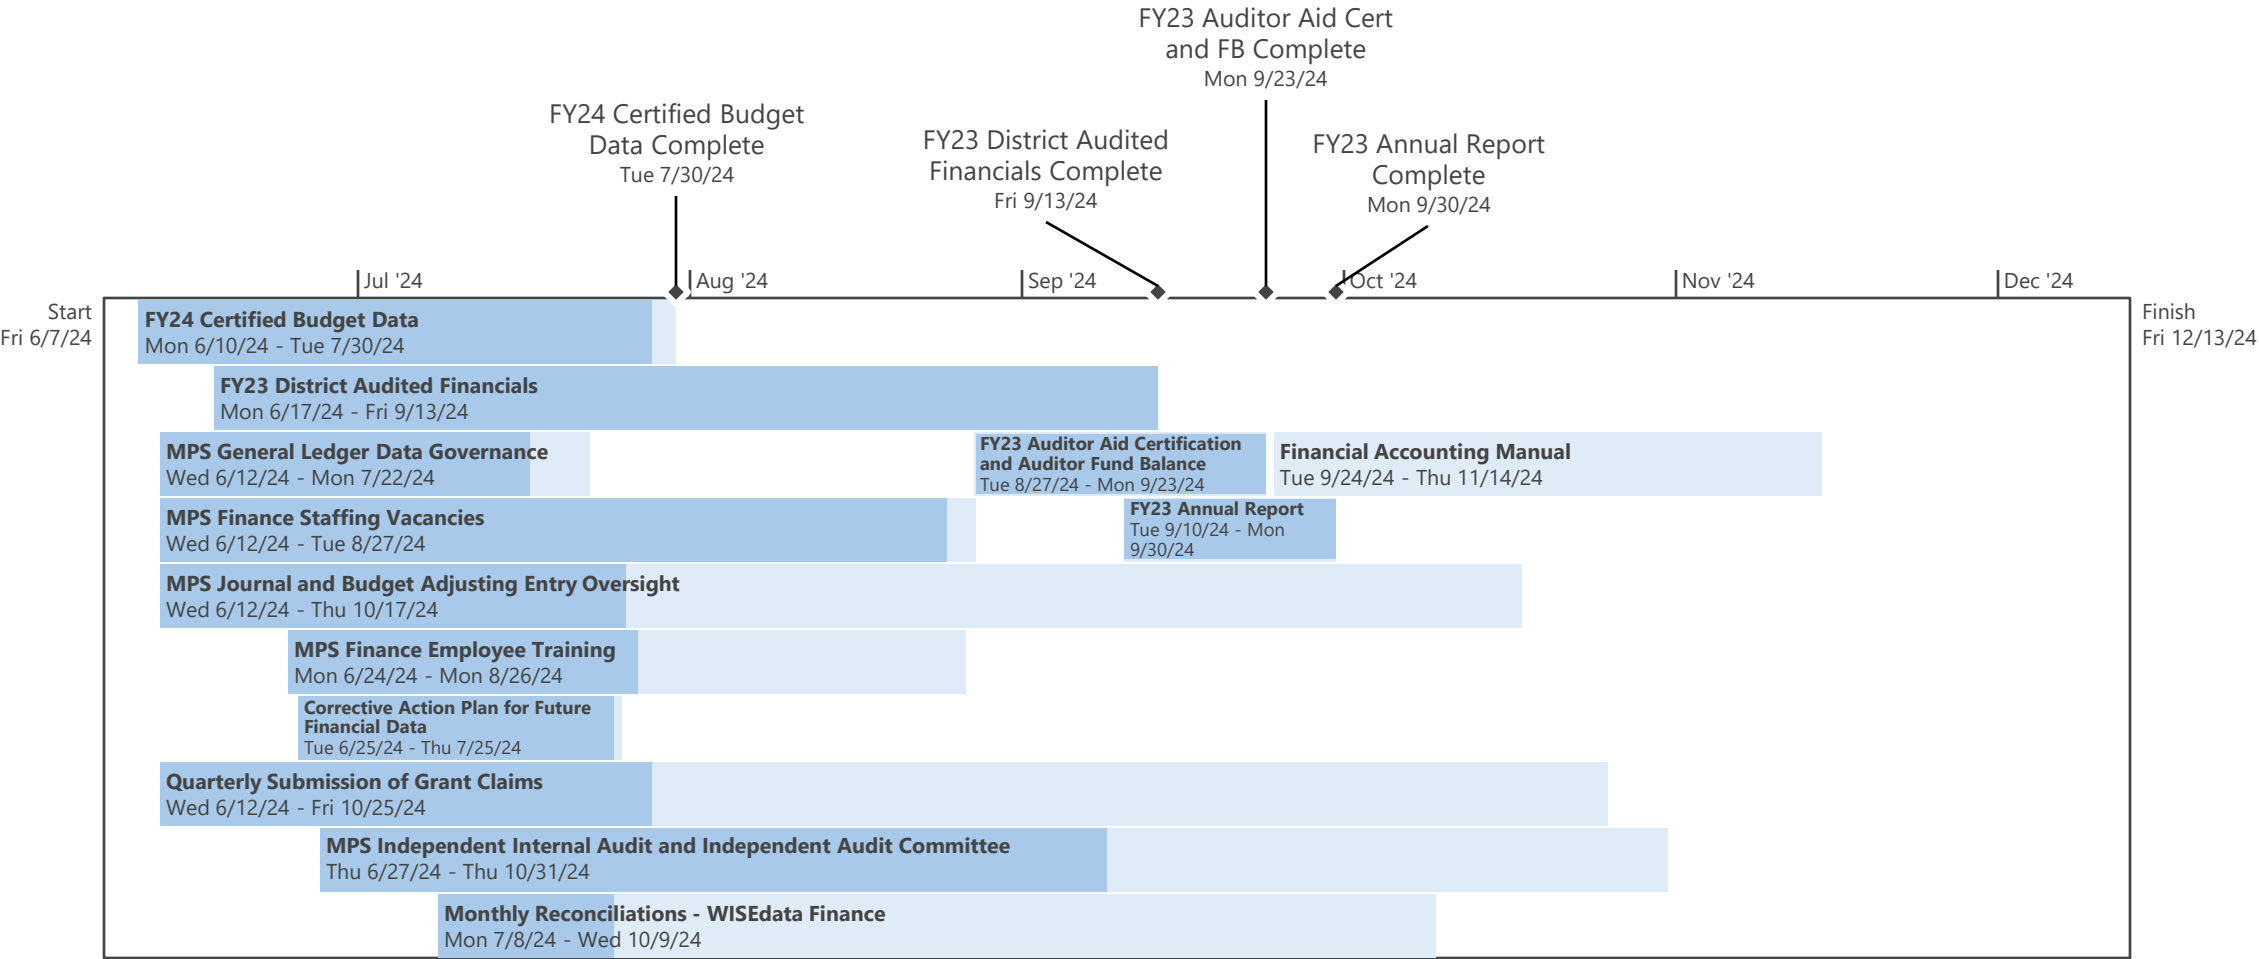 FY23 Auditor Aid Cert
and FB Complete
Mon 9/23/24
FY24 Certified Budget
Data Complete
Tue 7/30/24
FY23 District Audited
Financials Complete
Fri 9/13/24
FY23 Annual Report
Complete
Mon 9/30/24
Jul '24
Aug '24
Sep '24
Oct '24
Nov '24
Dec '24
Start
Fri 6/7/24
Finish
Fri 12/13/24
FY24 Certified Budget Data
Mon 6/10/24 - Tue 7/30/24
FY23 District Audited Financials
Mon 6/17/24 - Fri 9/13/24
MPS General Ledger Data Governance
Wed 6/12/24 - Mon 7/22/24
FY23 Auditor Aid Certification
and Auditor Fund Balance
Tue 8/27/24 - Mon 9/23/24
Financial Accounting Manual
Tue 9/24/24 - Thu 11/14/24
MPS Finance Staffing Vacancies
Wed 6/12/24 - Tue 8/27/24
FY23 Annual Report
Tue 9/10/24 - Mon
9/30/24
MPS Journal and Budget Adjusting Entry Oversight
Wed 6/12/24 - Thu 10/17/24
MPS Finance Employee Training
Mon 6/24/24 - Mon 8/26/24
Corrective Action Plan for Future
Financial Data
Tue 6/25/24 - Thu 7/25/24
Quarterly Submission of Grant Claims
Wed 6/12/24 - Fri 10/25/24
MPS Independent Internal Audit and Independent Audit Committee
Thu 6/27/24 - Thu 10/31/24
Monthly Reconciliations - WISEdata Finance
Mon 7/8/24 - Wed 10/9/24